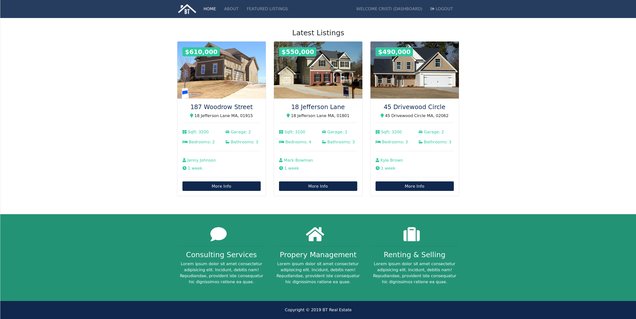 BT
HOME
ABOUT
FEATURED LISTINGS
WELCOME CRISTI (DASHBOARD)
LOGOUT
Latest Listings
$610,000
187 Woodrow Street
18 Jefferson Lane MA, 01915
Sqft: 3500
Garage: 2
Bedrooms: 2
Bathrooms: 3
Jenny Johnson
1 week
More Info
$550,000
18 Jefferson Lane
18 Jefferson Lane MA, 01801
Sqft: 3100
Garage: 2
Bedrooms: 4
Bathrooms: 3
Mark Bowman
1 week
More Info
$490,000
45 Drivewood Circle
45 Drivewood Circle MA, 02062
Sqft: 3100
Garage: 2
Bedrooms: 3
Bathrooms: 2
Kyle Brown
1 week
More Info
Consulting Services
Lorem ipsum dolor sit amet consectetur
adipisicing elit. Incidunt, debitis nam!
Repudiandae, provident iste consequatur
hic dignissimos ratione ea quae.
Propery Management
Lorem ipsum dolor sit amet consectetur
adipisicing elit. Incidunt, debitis nam!
Repudiandae, provident iste consequatur
hic dignissimos ratione ea quae.
Renting & Selling
Lorem ipsum dolor sit amet consectetur
adipisicing elit. Incidunt, debitis nam!
Repudiandae, provident iste consequatur
hic dignissimos ratione ea quae.
Copyright © 2019 BT Real Estate